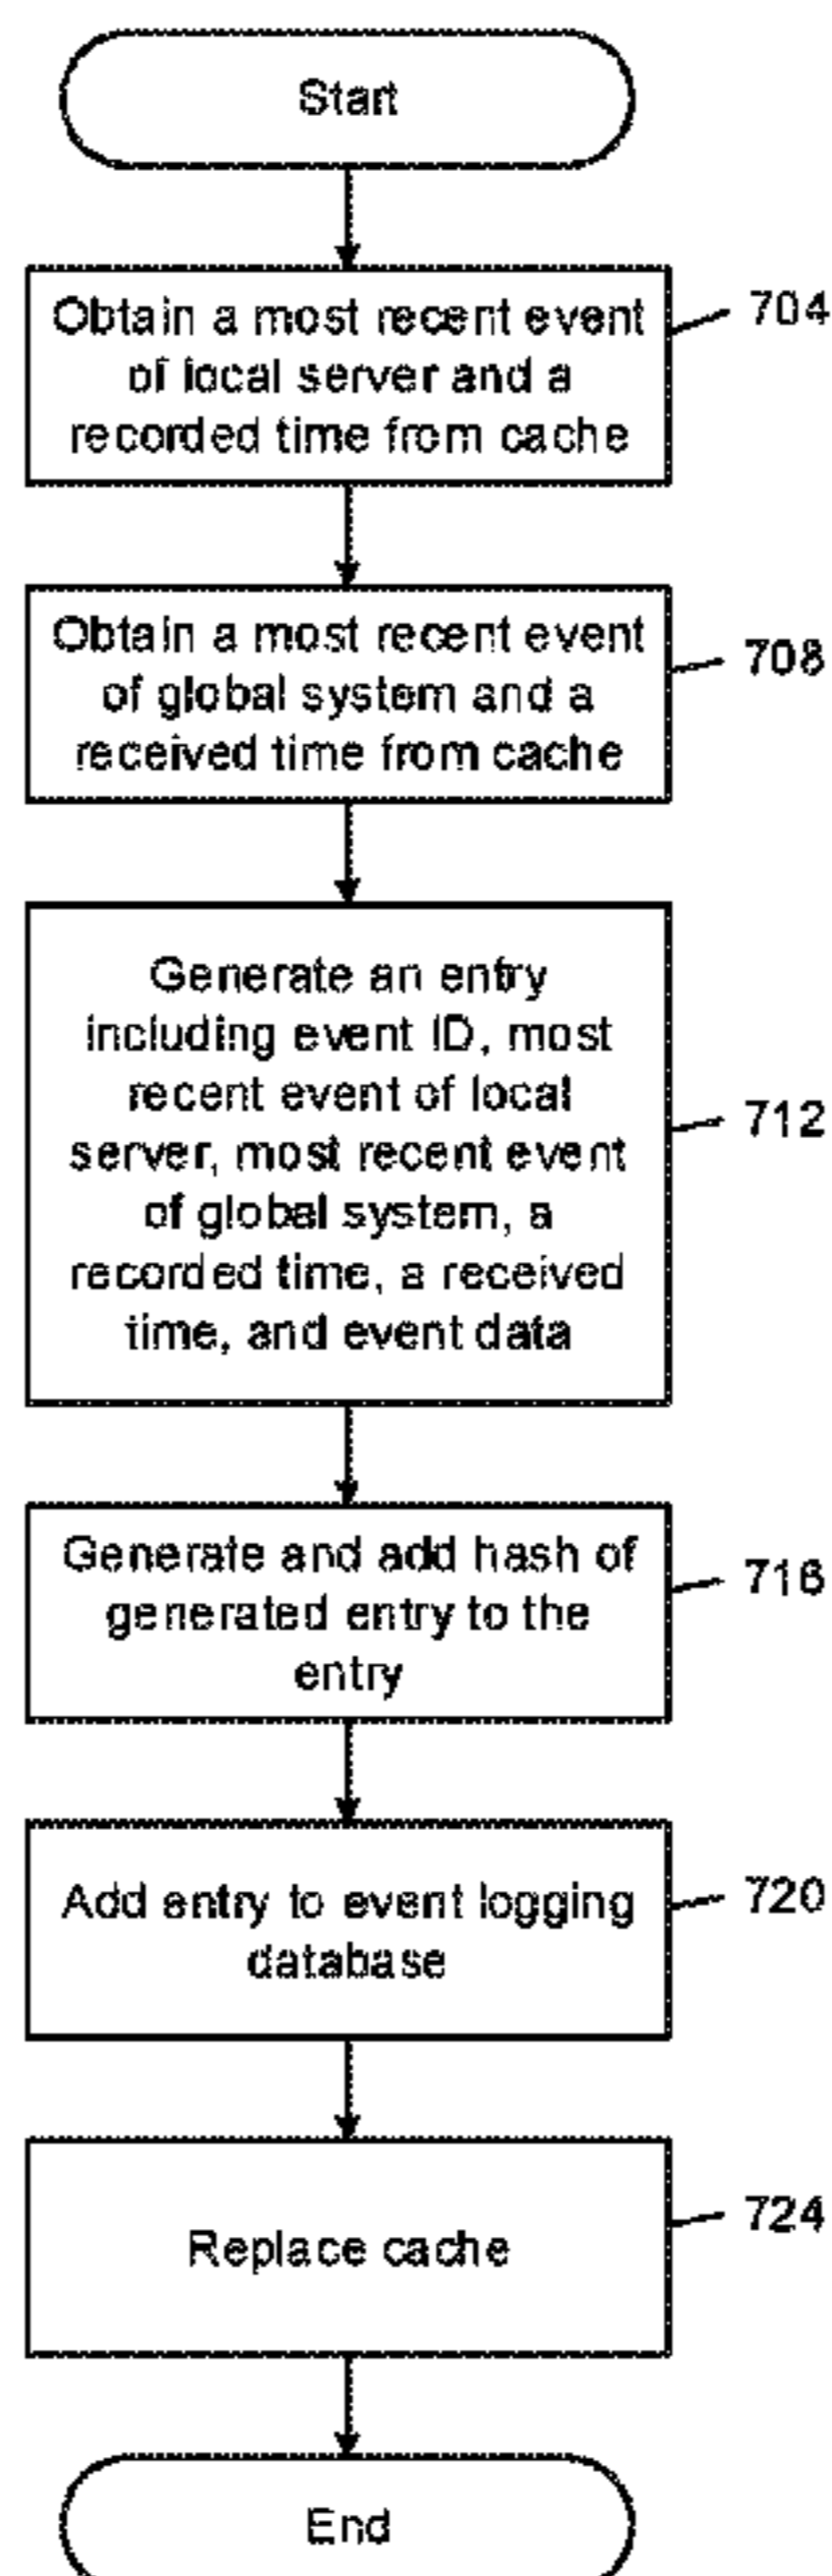 Start
Obtain a most recent event
of local server and a
recorded time from cache
704
Obtain a most recent event
of global system and a
received time from cache
708
Generate an entry
including event ID, most
recent event of local
server, most recent event
of global system, a
recorded time, a received
time, and event data
712
Generate and add hash of
generated entry to the
entry
716
Add entry to event logging
database
720
Replace cache
724
End